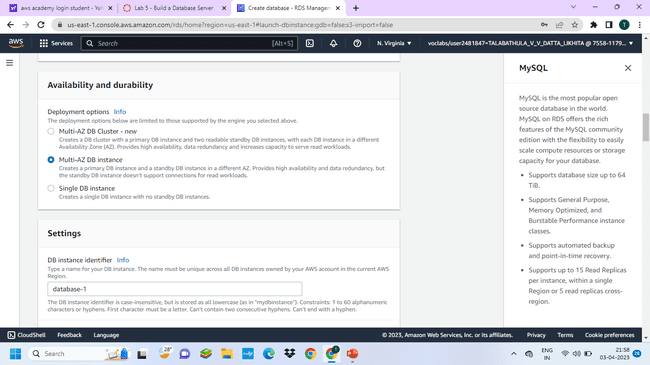 aws academy login student - Ya
Lab 5 - Build a Database Server
Create database - RDS Manage
us-east-1.console.aws.amazon.com/rds/home?region=us-east-1#launch-dbinstance:gdb=false;s3-import=false
T
aws
Services
Search
[Alt+S]
N. Virginia
voclabs/user2481847=TALABATHULA_V_V_DATTA_LIKHITA @ 7558-1179...
Availability and durability
Deployment options Info
The deployment options below are limited to those supported by the engine you selected above.
Multi-AZ DB Cluster - new
Creates a DB cluster with a primary DB instance and two readable standby DB instances, with each DB instance in a different
Availability Zone (AZ). Provides high availability, data redundancy and increases capacity to serve read workloads.
Multi-AZ DB instance
Creates a primary DB instance and a standby DB instance in a different AZ. Provides high availability and data redundancy, but
the standby DB instance doesn't support connections for read workloads.
Single DB instance
Creates a single DB instance with no standby DB instances.
Settings
DB instance identifier Info
Type a name for your DB instance. The name must be unique across all DB instances owned by your AWS account in the current AWS
Region.
database-1
The DB instance identifier is case-insensitive, but is stored as all lowercase (as in "mydbinstance"). Constraints: 1 to 60 alphanumeric
characters or hyphens. First character must be a letter. Can't contain two consecutive hyphens. Can't end with a hyphen.
MySQL
MySQL is the most popular open
source database in the world.
MySQL on RDS offers the rich
features of the MySQL community
edition with the flexibility to easily
scale compute resources or storage
capacity for your database.
• Supports database size up to 64
TiB.
• Supports General Purpose,
Memory Optimized, and
Burstable Performance instance
classes.
• Supports automated backup
and point-in-time recovery.
• Supports up to 15 Read Replicas
per instance, within a single
Region or 5 read replicas cross-
region.
CloudShell
Feedback
Language
© 2023, Amazon Web Services, Inc. or its affiliates.
Privacy
Terms
Cookie preferences
Search
28°
ENG
IN
21:58
03-04-2023